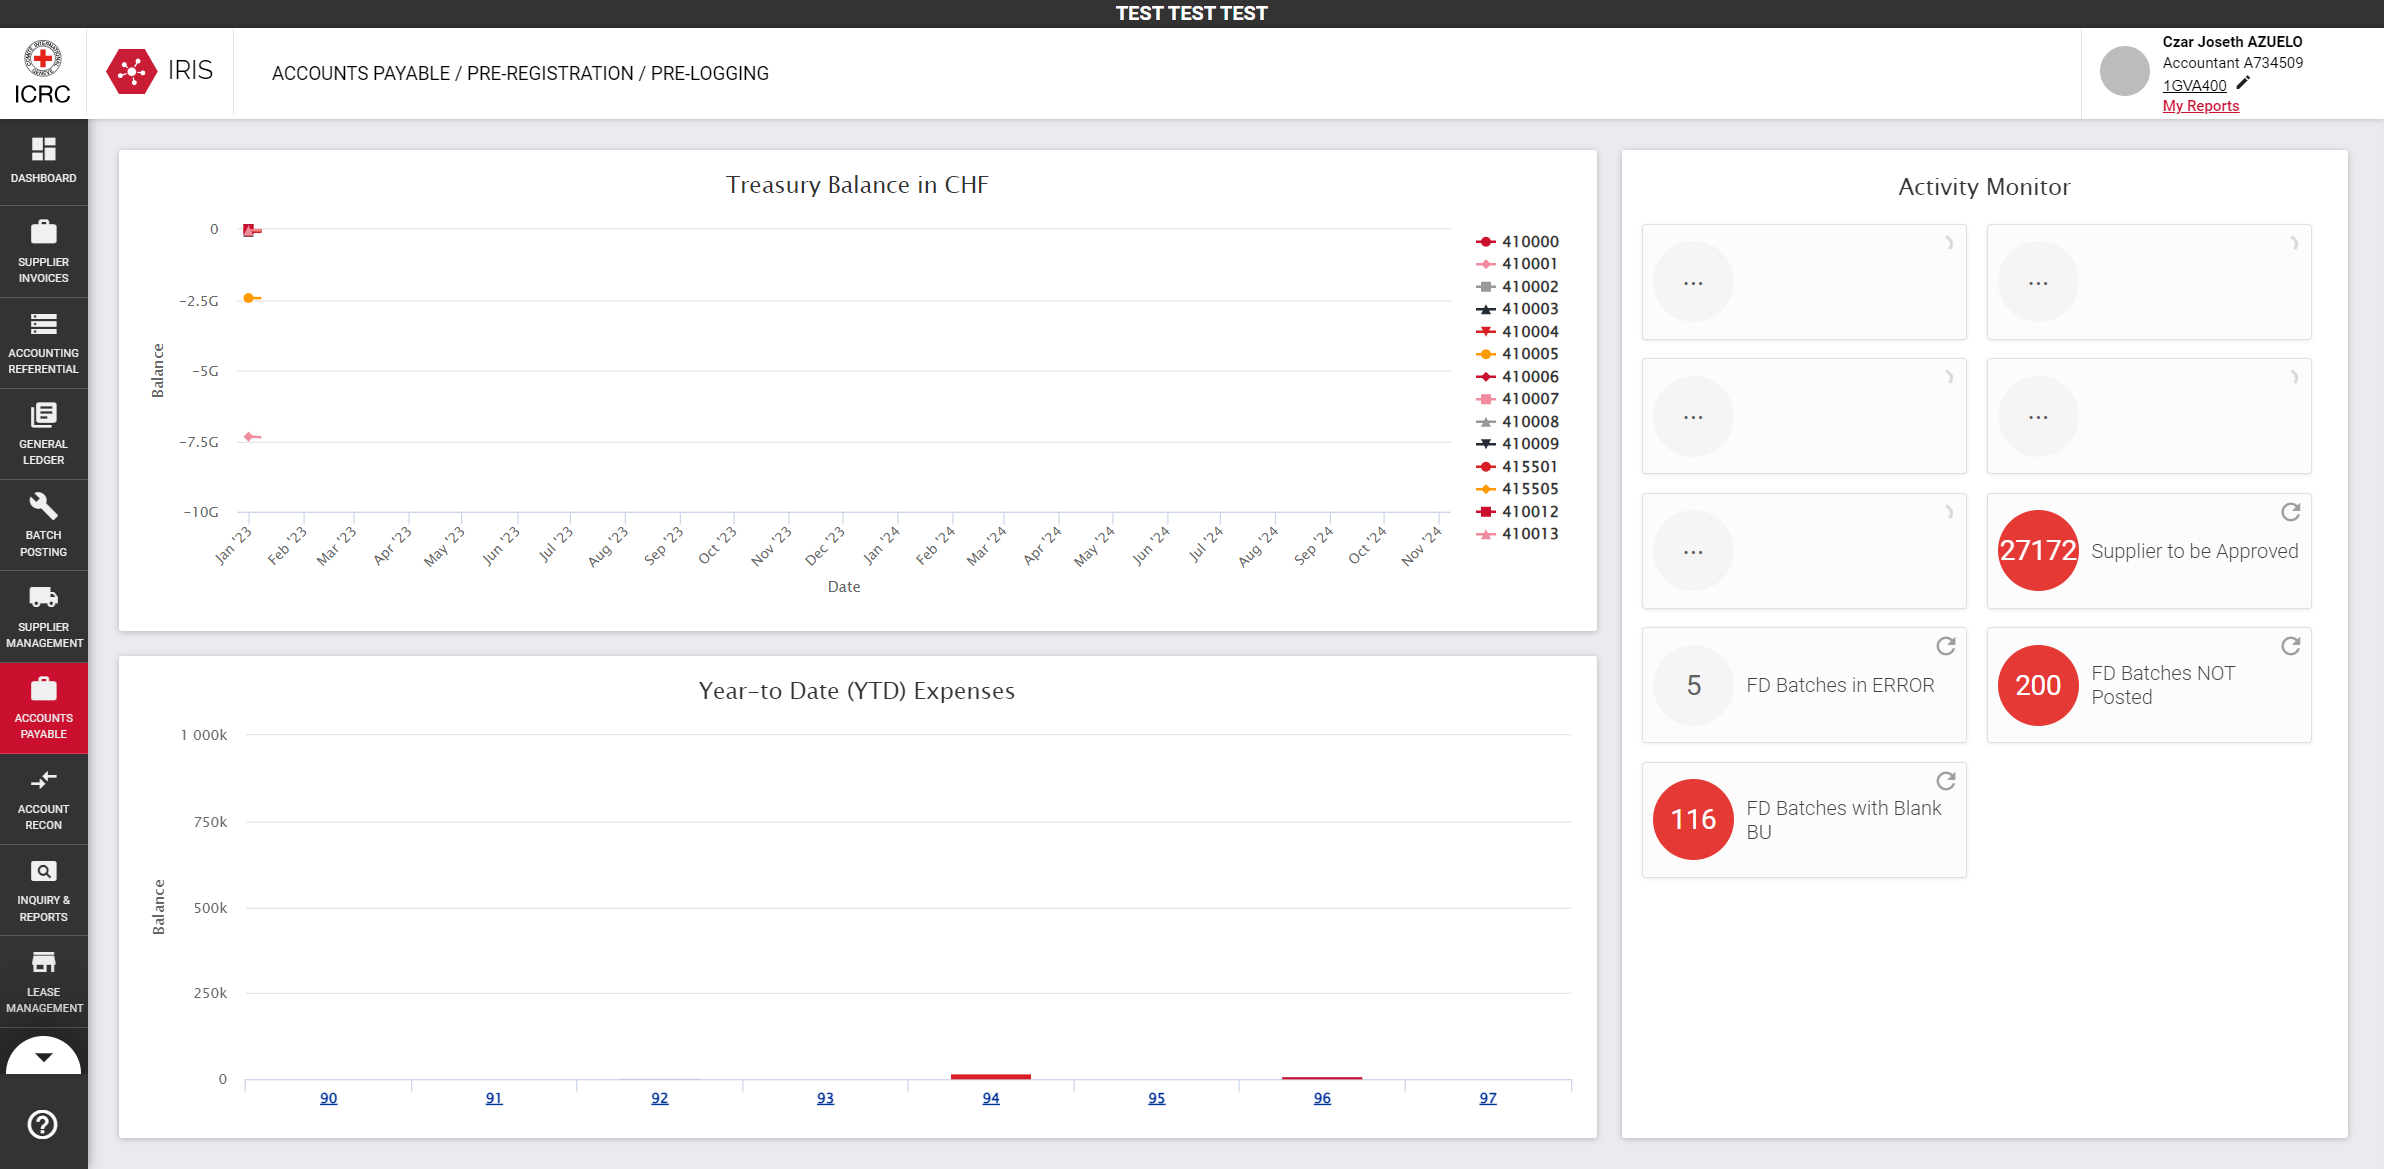 TEST TEST TEST
ICRC
IRIS
ACCOUNTS PAYABLE / PRE-REGISTRATION / PRE-LOGGING
Czar Joseth AZUELO
Accountant A734509
1GVA400
My Reports
DASHBOARD
SUPPLIER
INVOICES
ACCOUNTING
REFERENTIAL
GENERAL
LEDGER
BATCH
POSTING
SUPPLIER
MANAGEMENT
ACCOUNTS
PAYABLE
ACCOUNT
RECON
INQUIRY &
REPORTS
LEASE
MANAGEMENT
Treasury Balance in CHF
0
−2.5G
−5G
−7.5G
−10G
Balance
Jan '23
Feb '23
Mar '23
Apr '23
May '23
Jun '23
Jul '23
Aug '23
Sep '23
Oct '23
Nov '23
Dec '23
Jan '24
Feb '24
Mar '24
Apr '24
May '24
Jun '24
Jul '24
Aug '24
Sep '24
Oct '24
Nov '24
Date
410000
410001
410002
410003
410004
410005
410006
410007
410008
410009
415501
415505
410012
410013
Year−to Date (YTD) Expenses
1 000k
750k
500k
250k
0
Balance
90
91
92
93
94
95
96
97
Activity Monitor
...
...
...
...
...
27172
Supplier to be Approved
5
FD Batches in ERROR
200
FD Batches NOT
Posted
116
FD Batches with Blank
BU